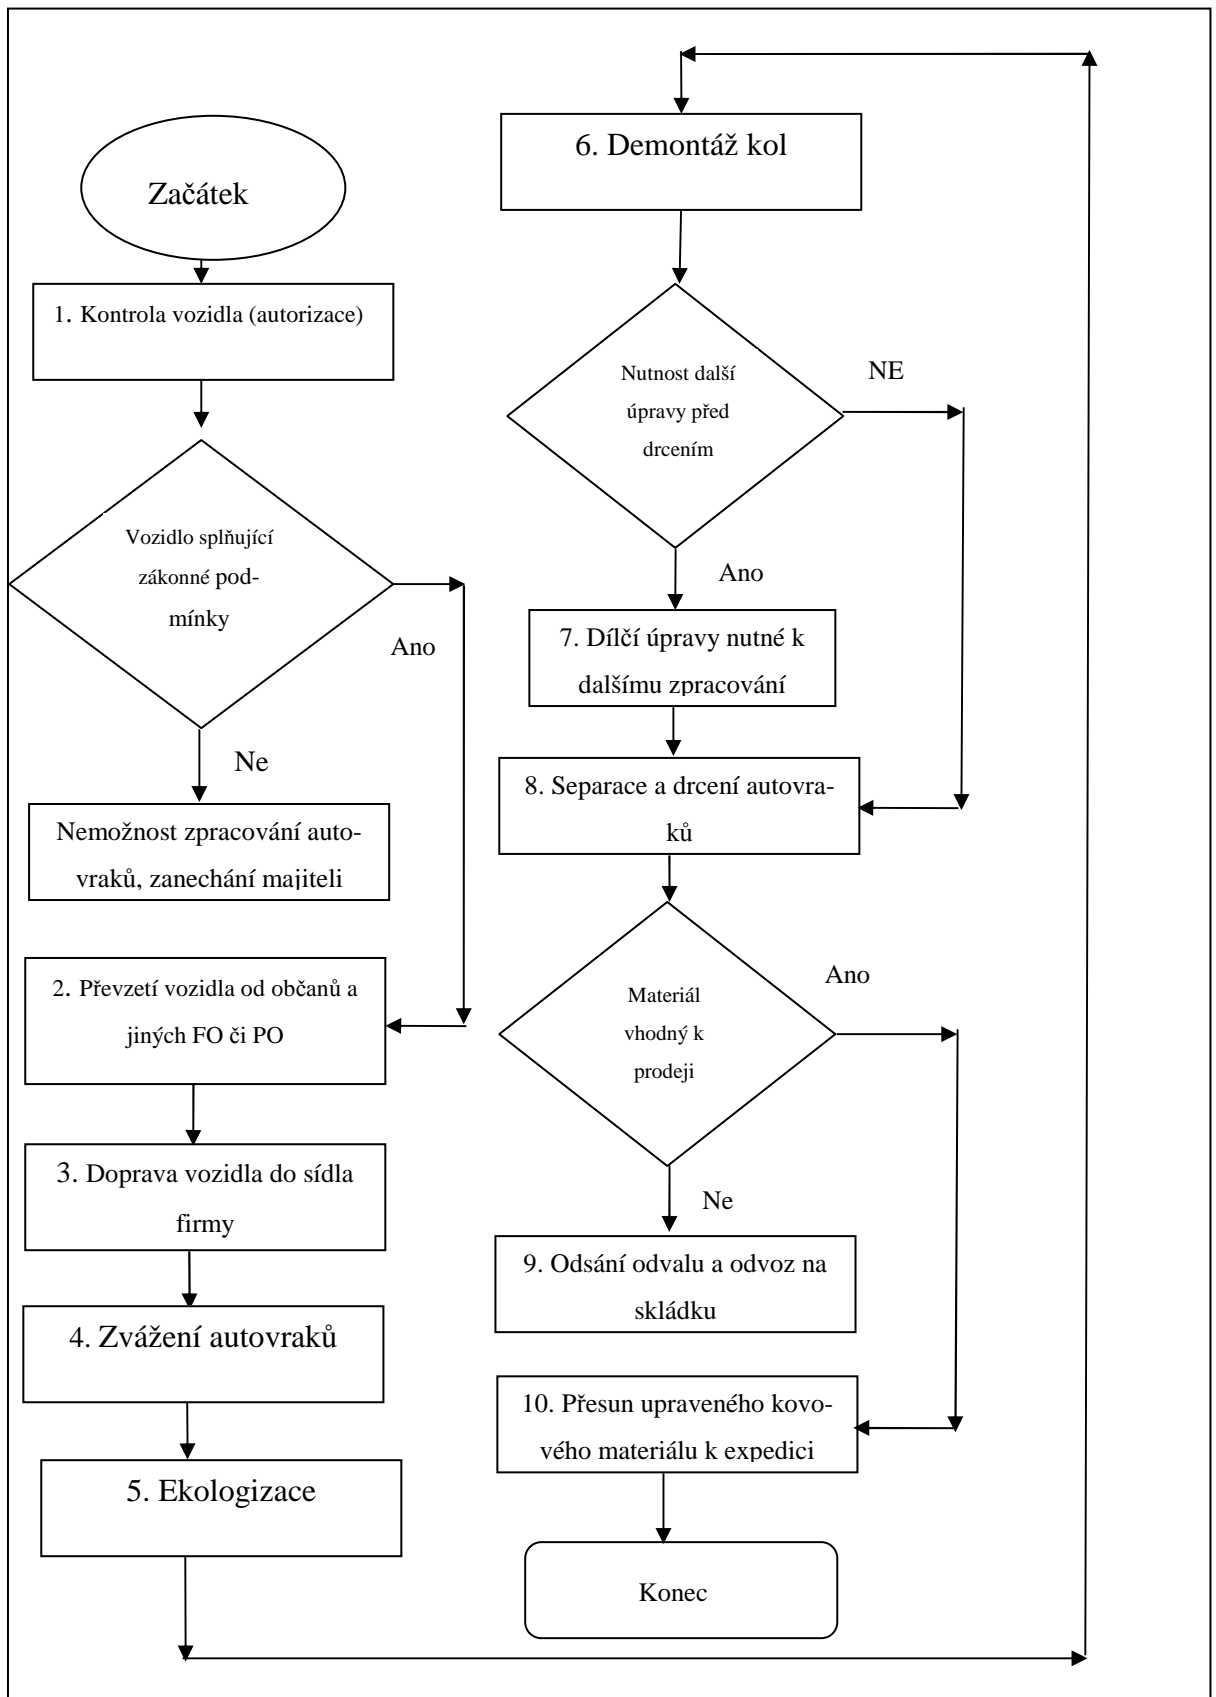 Začátek
1. Kontrola vozidla (autorizace)
Vozidlo splňující
zákonné pod-
mínky
Ano
Ne
Nemožnost zpracování auto-
vraků, zanechání majiteli
2. Převzetí vozidla od občanů a
jiných FO či PO
3. Doprava vozidla do sídla
firmy
4. Zvážení autovraků
5. Ekologizace
6. Demontáž kol
Nutnost další
úpravy před
drcením
NE
Ano
7. Dílčí úpravy nutné k
dalšímu zpracování
8. Separace a drcení autovra-
ků
Materiál
vhodný k
prodeji
Ano
Ne
9. Odsání odvalu a odvoz na
skládku
10. Přesun upraveného kovo-
vého materiálu k expedici
Konec